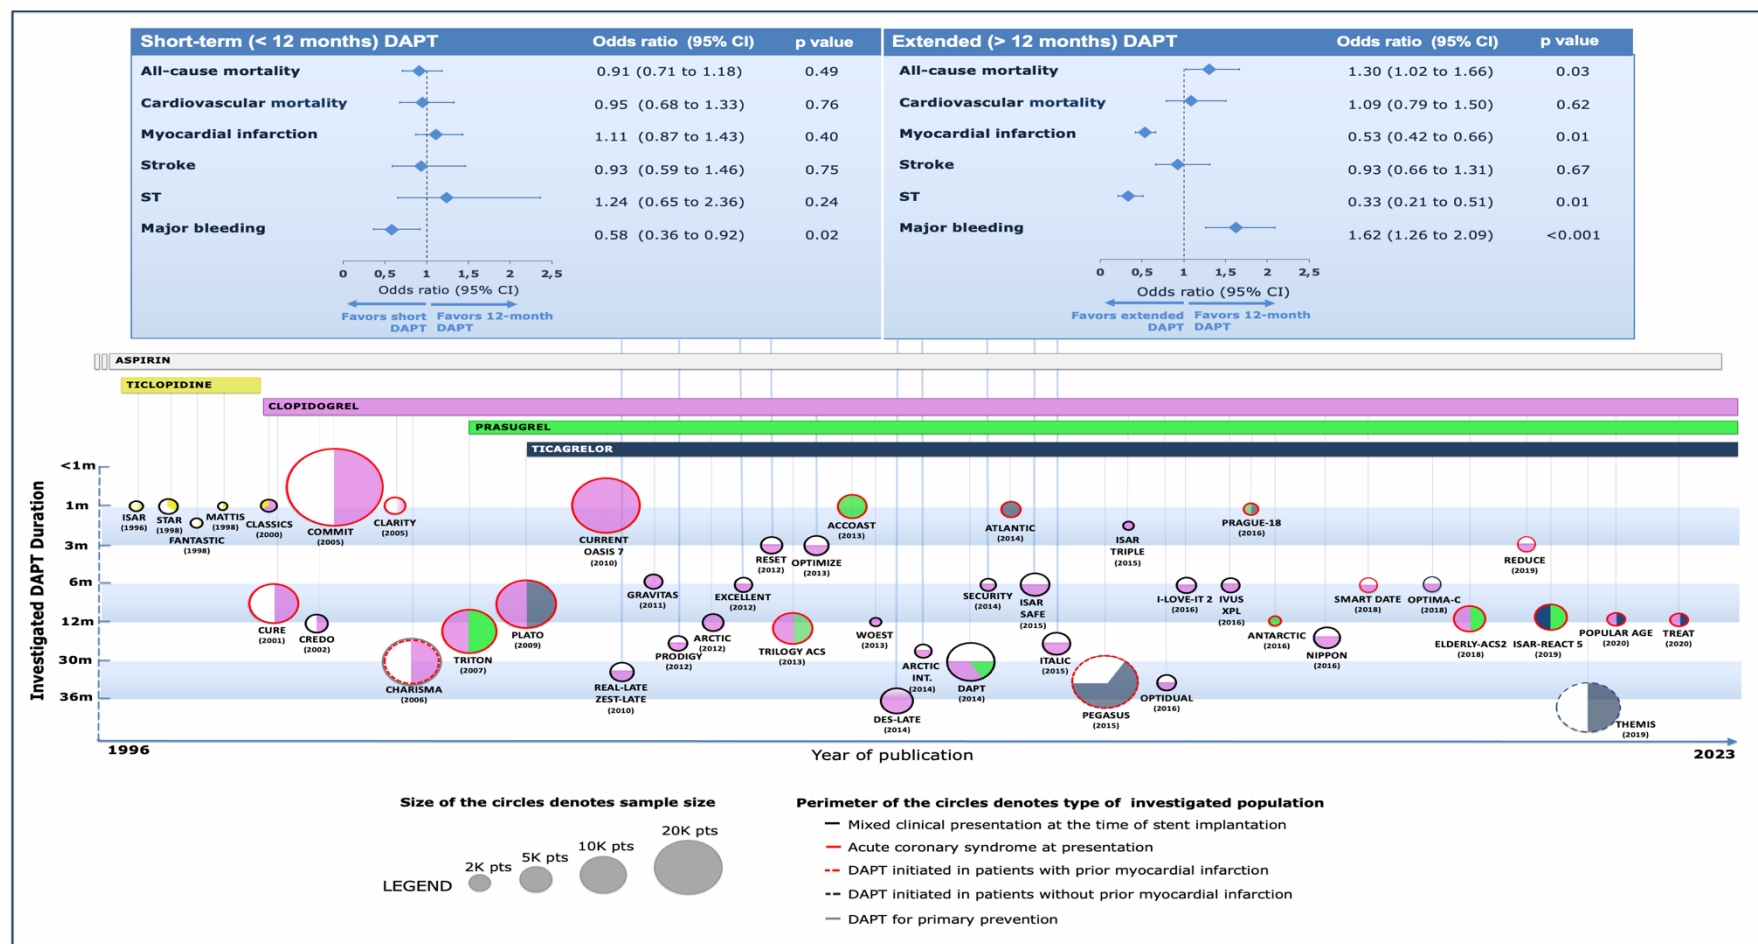 Short-term (< 12 months) DAPT Odds ratio (95% CI) p value
All-cause mortality 0.91 (0.71 to 1.18) 0.49
Cardiovascular mortality 0.95 (0.68 to 1.33) 0.76
Myocardial infarction 1.11 (0.87 to 1.43) 0.40
Stroke 0.93 (0.59 to 1.46) 0.75
ST 1.24 (0.65 to 2.36) 0.24
Major bleeding 0.58 (0.36 to 0.92) 0.02
0 0,5 1 2 2,5
Odds ratio (95% CI)
Favors short DAPT
Favors 12-month DAPT
Extended (> 12 months) DAPT Odds ratio (95% CI) p value
All-cause mortality 1.30 (1.02 to 1.66) 0.03
Cardiovascular mortality 1.09 (0.79 to 1.50) 0.62
Myocardial infarction 0.53 (0.42 to 0.66) 0.01
Stroke 0.93 (0.66 to 1.31) 0.67
ST 0.33 (0.21 to 0.51) 0.01
Major bleeding 1.62 (1.26 to 2.09) <0.001
0 0,5 1 2 2,5
Odds ratio (95% CI)
Favors extended DAPT
Favors 12-month DAPT
ASPIRIN
TICLOPIDINE
CLOPIDOGREL
PRASUGREL
TICAGRELOR
Investigated DAPT Duration
<1m
1m
3m
6m
12m
30m
36m
ISAR
(1996)
STAR
(1998)
FANTASTIC
(1998)
MATTIS
(1998)
CLASSICS
(2000)
COMMIT
(2005)
CLARITY
(2005)
CURRENT
OASIS 7
(2010)
ACCOAST
(2013)
ATLANTIC
(2014)
ISAR
TRIPLE
(2015)
PRAGUE-18
(2016)
RESET
(2012)
OPTIMIZE
(2013)
REDUCE
(2019)
GRAVITAS
(2011)
EXCELLENT
(2012)
SECURITY
(2014)
ISAR
SAFE
(2015)
I-LOVE-IT 2
(2016)
IVUS
XPL
(2016)
SMART DATE
(2018)
OPTIMA-C
(2018)
CURE
(2001)
CREDO
(2002)
CHARISMA
(2006)
TRITON
(2007)
PLATO
(2009)
REAL-LATE
ZEST-LATE
(2010)
PRODIGY
(2012)
ARCTIC
(2012)
TRILOGY ACS
(2013)
WOEST
(2013)
DES-LATE
(2014)
ARCTIC
INT.
(2014)
DAPT
(2014)
ITALIC
(2015)
PEGASUS
(2015)
OPTIDUAL
(2016)
ANTARCTIC
(2016)
NIPPON
(2016)
ELDERLY-ACS2
(2018)
ISAR-REACT 5
(2019)
POPULAR AGE
(2020)
TREAT
(2020)
THEMIS
(2019)
1996
Year of publication
2023
Size of the circles denotes sample size
LEGEND
2K pts
5K pts
10K pts
20K pts
Perimeter of the circles denotes type of investigated population
Mixed clinical presentation at the time of stent implantation
Acute coronary syndrome at presentation
DAPT initiated in patients with prior myocardial infarction
DAPT initiated in patients without prior myocardial infarction
DAPT for primary prevention